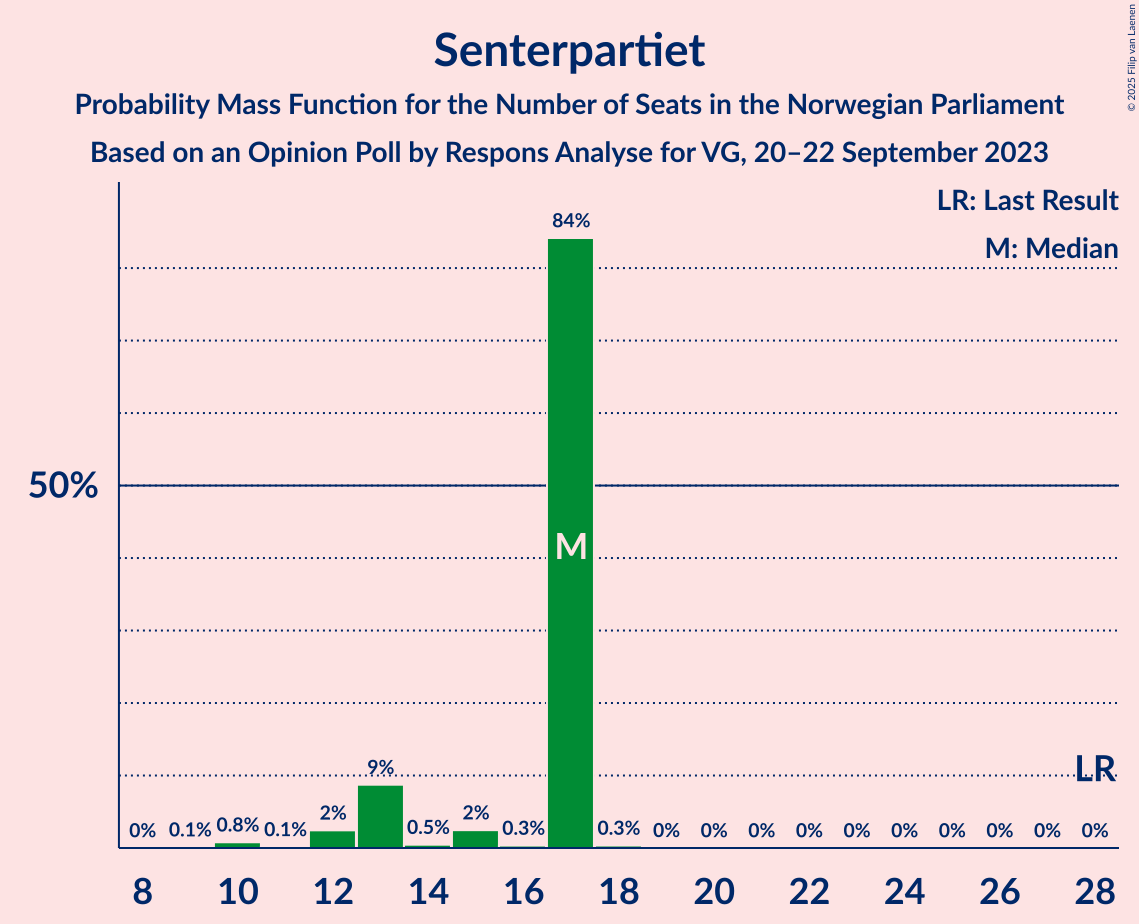 Senterpartiet
Probability Mass Function for the Number of Seats in the Norwegian Parliament
Based on an Opinion Poll by Respons Analyse for VG, 20–22 September 2023
© 2025 Filip van Laenen
LR: Last Result
M: Median
84%
50%
M
LR
9%
0% 0.1% 0.8% 0.1% 2% 0.5% 2% 0.3% 0.3% 0% 0% 0% 0% 0% 0% 0% 0% 0% 0%
8 10 12 14 16 18 20 22 24 26 28